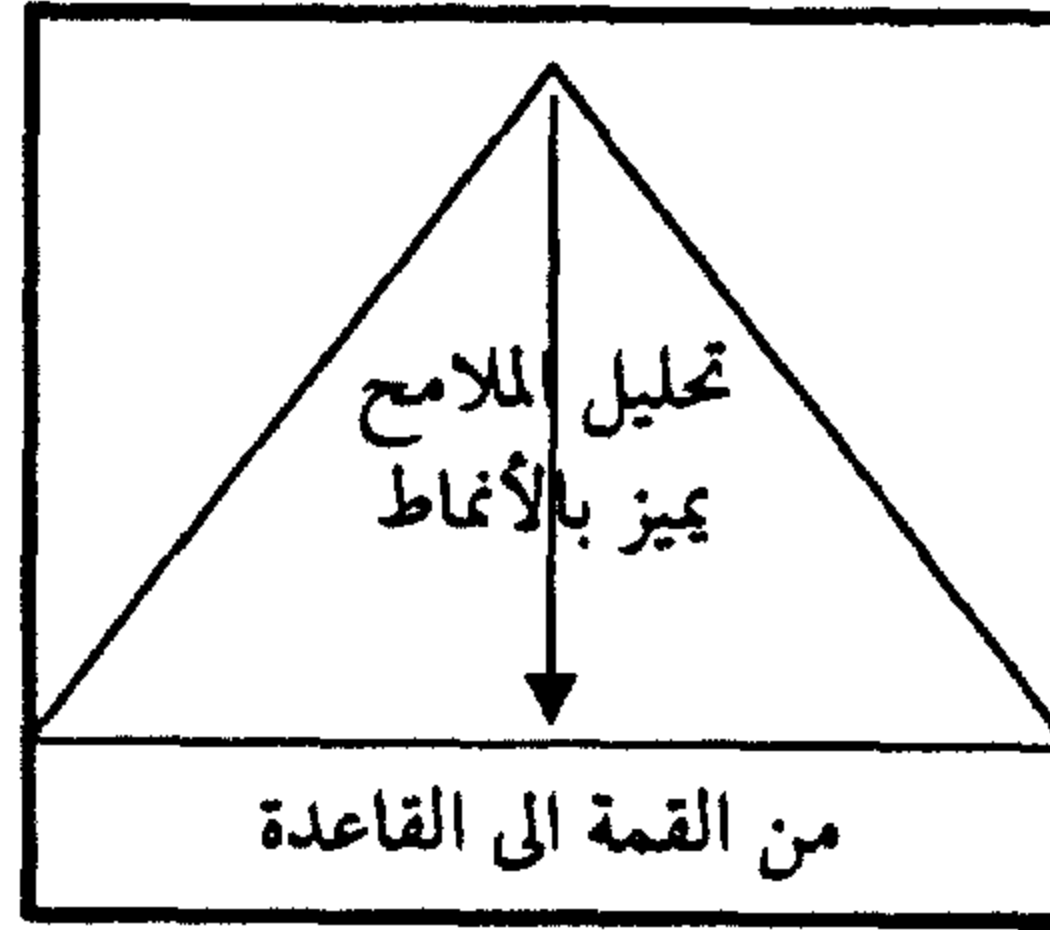 تحليل الملامح
يميز بالأنماط
من القمة الى القاعدة